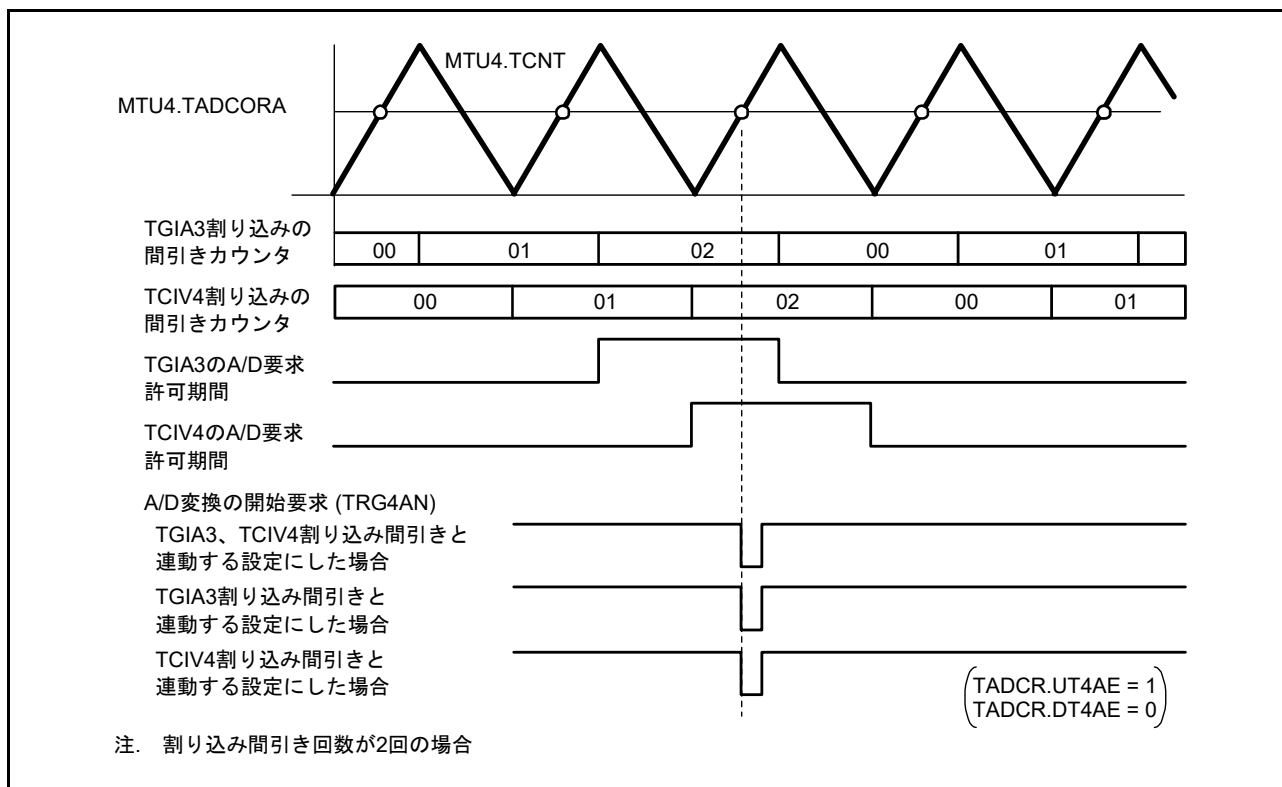 MTU4.TCNT
MTU4.TADCORA
TGIA3割り込みの
間引きカウンタ
00 01 02 00 01
TCIV4割り込みの
間引きカウンタ
00 01 02 00 01
TGIA3のA/D要求
許可期間
TCIV4のA/D要求
許可期間
A/D変換の開始要求 (TRG4AN)
TGIA3、TCIV4割り込み間引きと
連動する設定にした場合
TGIA3割り込み間引きと
連動する設定にした場合
TCIV4割り込み間引きと
連動する設定にした場合
TADCR.UT4AE = 1
TADCR.DT4AE = 0
注. 割り込み間引き回数が2回の場合